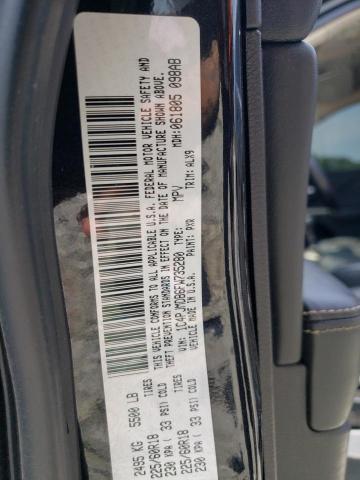 2495 KG 5500 LB
TIRES
225/60R18
230 KPA ( 33 PSI) COLD
TIRES
225/60R18
230 KPA ( 33 PSI) COLD
FEDERAL MOTOR VEHICLE SAFETY AND
THIS VEHICLE CONFORMS TO ALL APPLICABLE U.S.A.
THEFT PREVENTION STANDARDS IN EFFECT ON THE DATE OF MANUFACTURE SHOWN ABOVE.
VIN: 1C4PJMDB6FW735280 TYPE: MPV MDH: 061805 098AB
MADE IN U.S.A. PAINT: PXR TRIM: ALX9